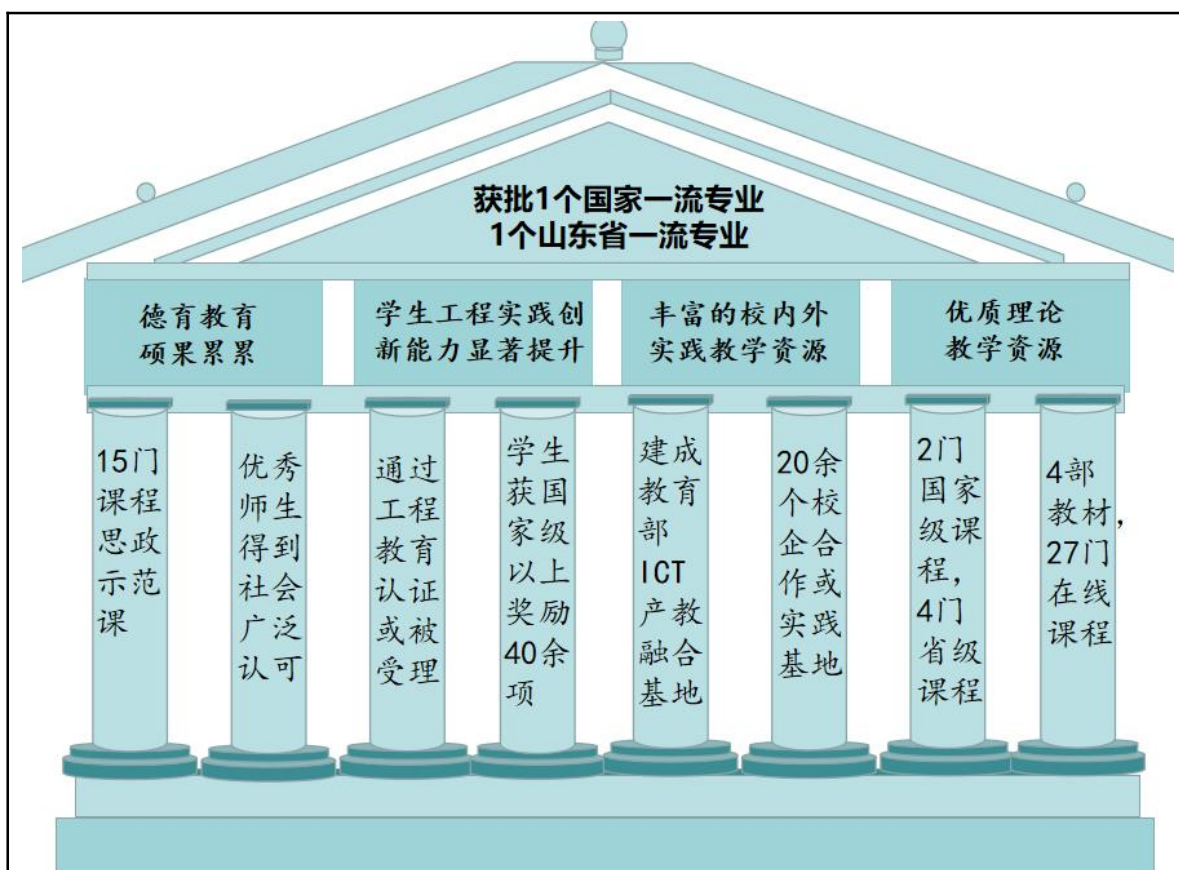 获批1个国家一流专业
1个山东省一流专业
德育教育
硕果累累
学生工程实践创
新能力显著提升
丰富的校内外
实践教学资源
优质理论
教学资源
15门
课程
思政
示范
课
优秀
师生
得到
社会
广泛
认可
通过
工程
教育
认证
或被
受理
学生
获国
家级
以上
奖励
40余
项
建成
教育
部
ICT
产教
融合
基地
20余
个校
企合
作或
实践
基地
2门
国家
级课
程，
4门
省级
课程
4部
教材，
27门
在线
课程